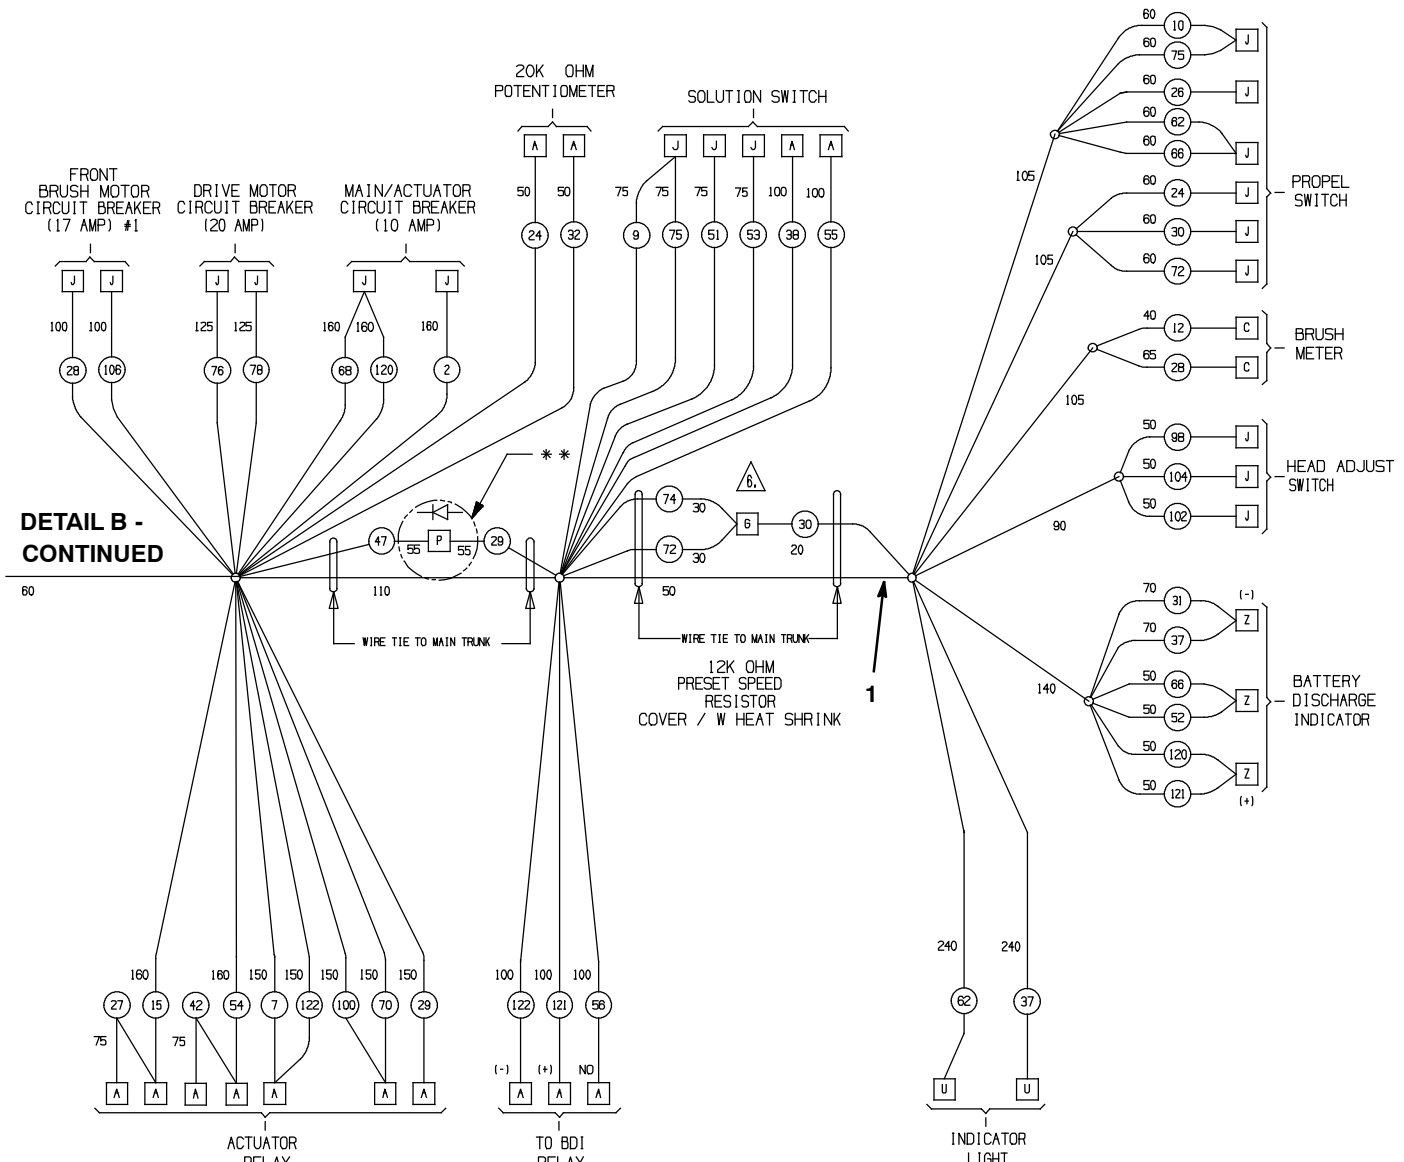 20K OHM
POTENTIOMETER
A A
50 50
24 32
SOLUTION SWITCH
J J J A A
75 75 75 75 100 100
9 75 51 53 38 55
FRONT
BRUSH MOTOR
CIRCUIT BREAKER
(17 AMP) #1
J J
100 100
28 106
DRIVE MOTOR
CIRCUIT BREAKER
(20 AMP)
J J
125 125
76 78
MAIN/ACTUATOR
CIRCUIT BREAKER
(10 AMP)
J J
160 160 160
68 120 2
60 10 J
60 75
60 26 J
60 62
60 66 J
60 24 J
60 30 J
60 72 J
PROPEL
SWITCH
105
105
40 12 C
65 28 C
BRUSH
METER
105
50 98 J
50 104 J
50 102 J
HEAD ADJUST
SWITCH
90
DETAIL B -
CONTINUED
60
**
47 55 P 55 29
110
WIRE TIE TO MAIN TRUNK
6.
74 30
72 30
G 30
20
50
WIRE TIE TO MAIN TRUNK
12K OHM
PRESET SPEED
RESISTOR
COVER / W HEAT SHRINK
1
140
70 31 (-)
Z
70 37
50 66
Z
50 52
50 120
Z
50 121 (+)
BATTERY
DISCHARGE
INDICATOR
160 160 150 150 150 150 150
27 15 42 54 7 122 100 70 29
75 75
A A A A A A A
ACTUATOR
RELAY
100 100 100
122 121 56
(-) (+) NO
A A A
TO BDI
RELAY
240 240
62 37
U U
INDICATOR
LIGHT